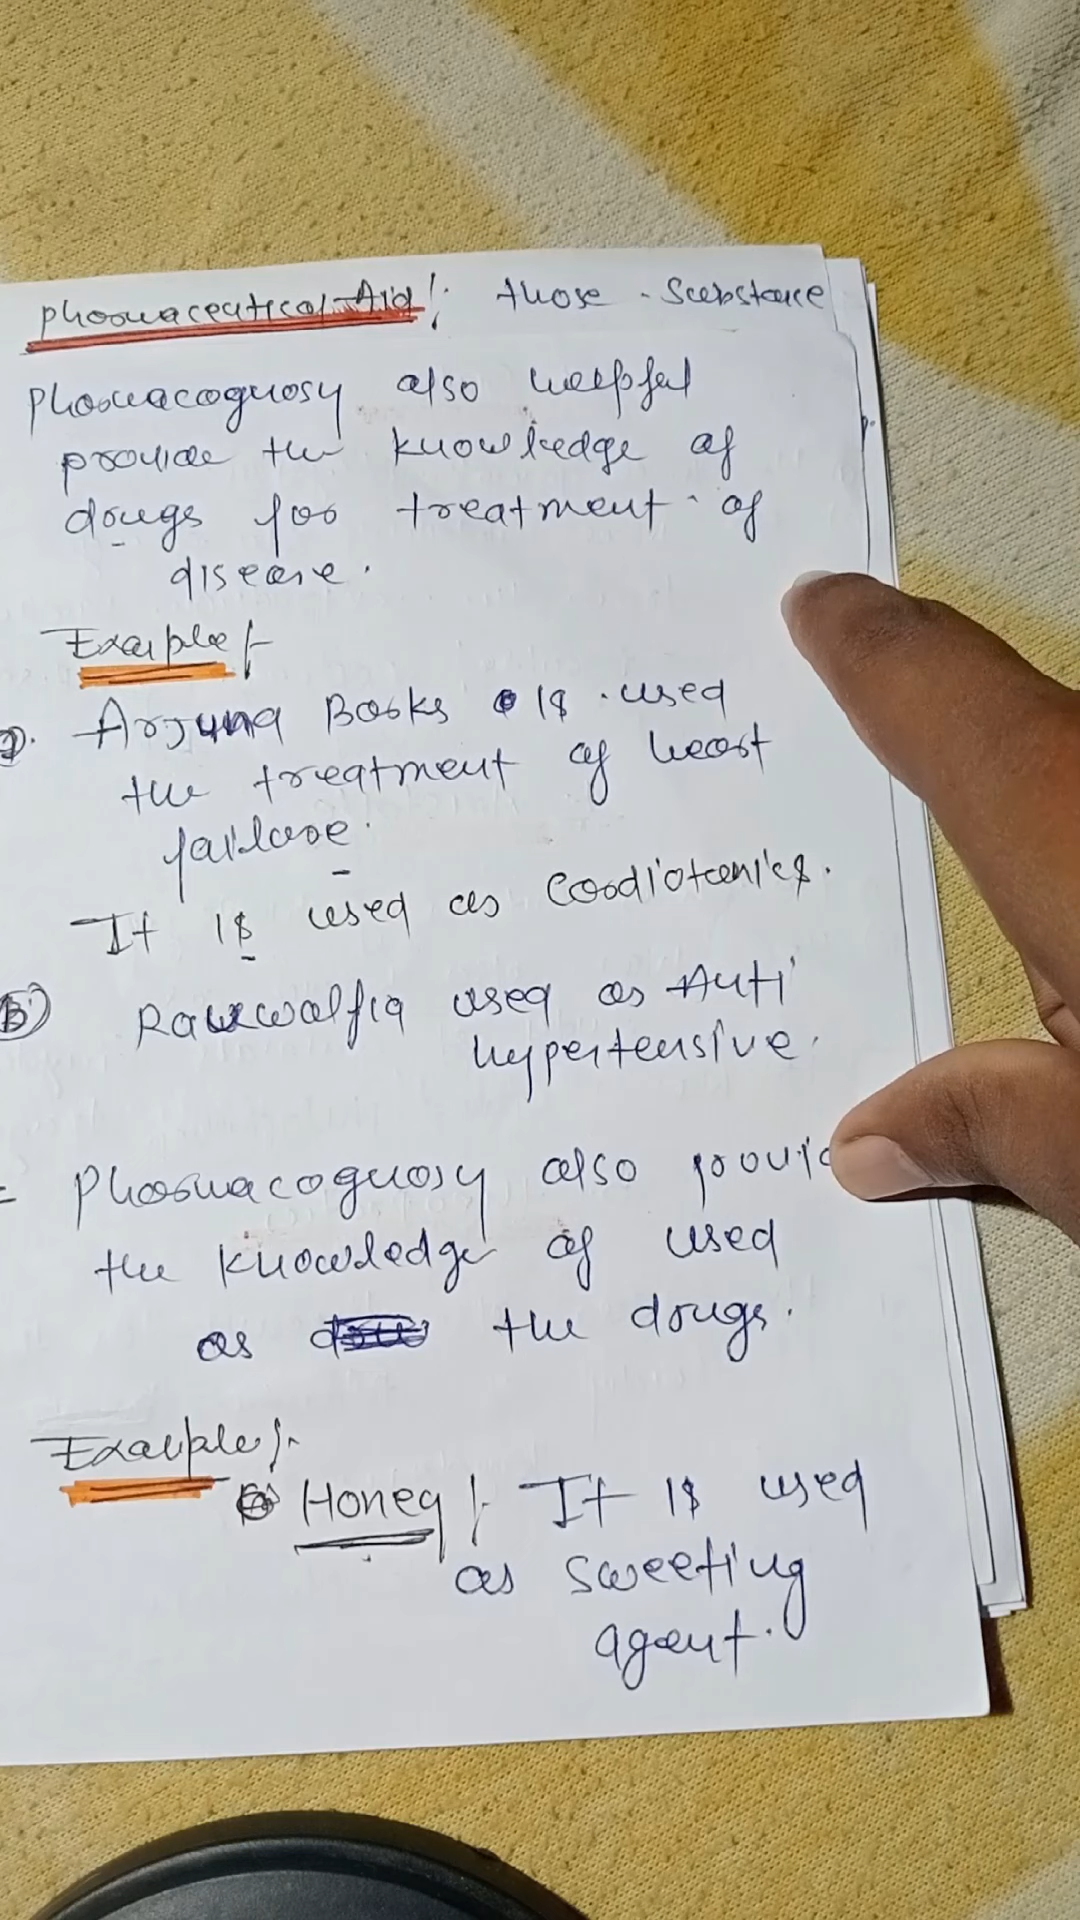 Pharmaceutical Aid :- those substance
Pharmacognosy also helpful
provide the knowledge of
drugs for treatment of
disease.
Example :-
Arjuna Barks is used
the treatment of heart
failure.
It is used as Cardiotonics.
(B) Rauwolfia used as Anti
hypertensive.
= Pharmacognosy also provid
the knowledge of used
as the drugs.
Example :-
Honey :- It is used
as sweeting
agent.